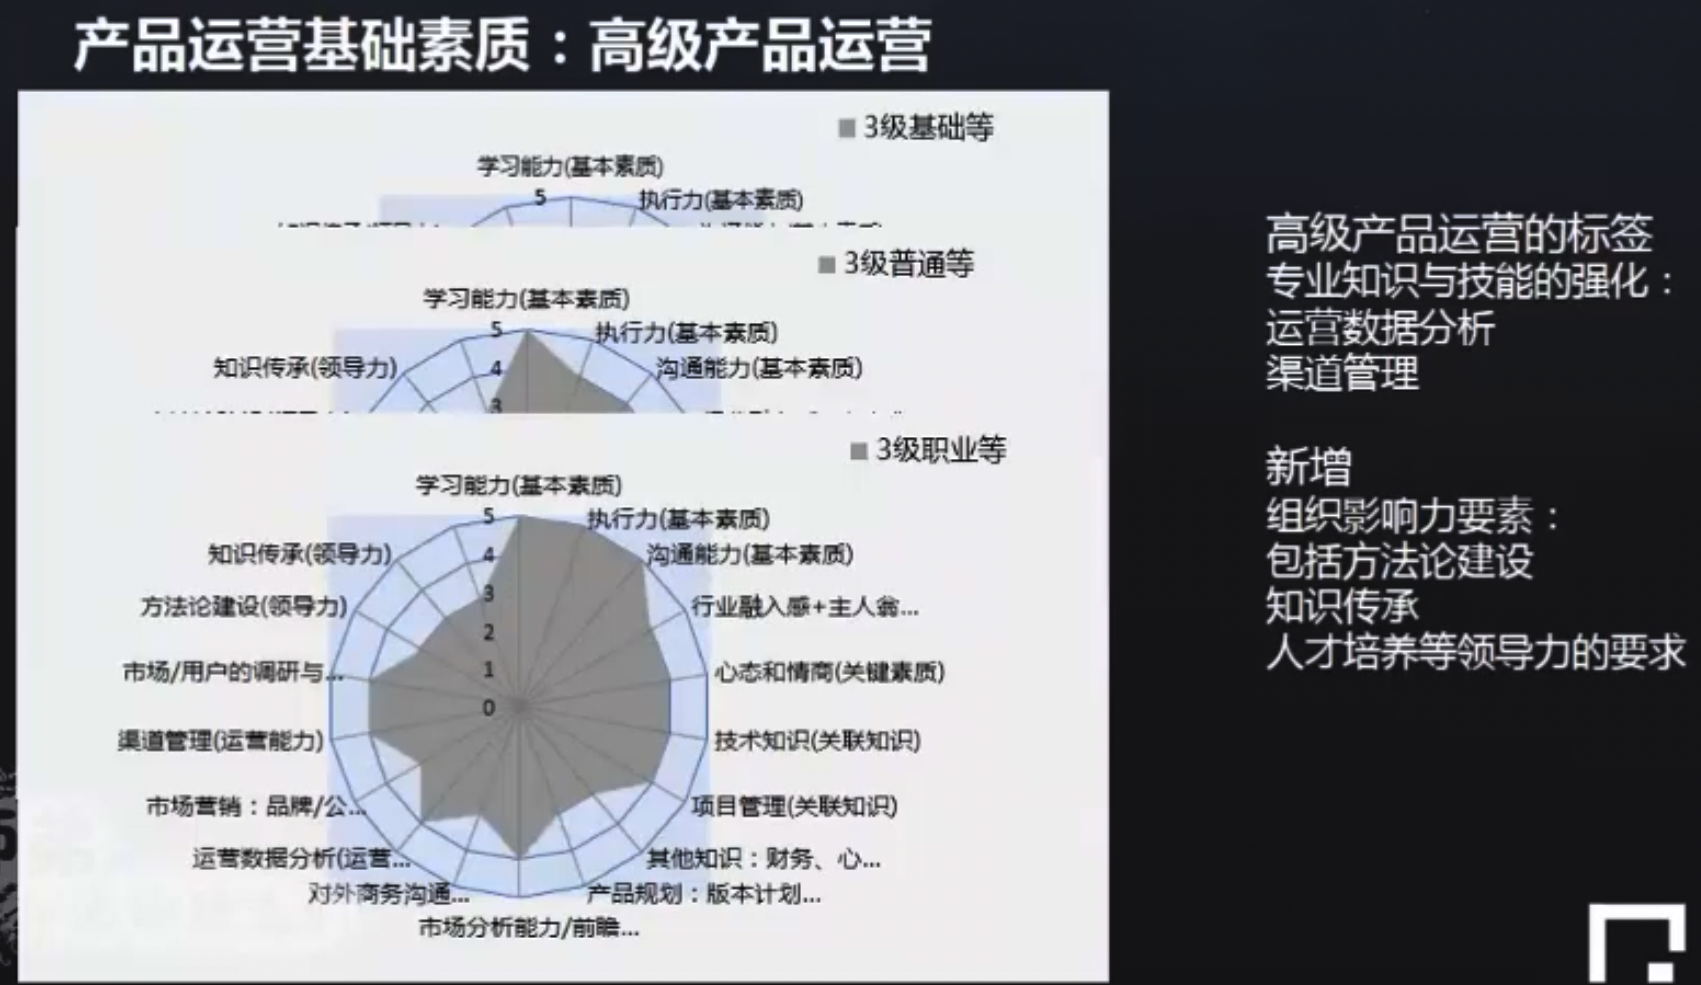 产品运营基础素质：高级产品运营
3级基础等
学习能力(基本素质)
5
执行力(基本素质)
3级普通等
学习能力(基本素质)
5
执行力(基本素质)
知识传承(领导力)
4
沟通能力(基本素质)
3
3级职业等
学习能力(基本素质)
5
执行力(基本素质)
知识传承(领导力)
4
沟通能力(基本素质)
方法论建设(领导力)
3
行业融入感+主人翁...
2
市场/用户的调研与...
1
心态和情商(关键素质)
0
渠道管理(运营能力)
技术知识(关联知识)
市场营销：品牌/公...
项目管理(关联知识)
运营数据分析(运营...
其他知识：财务、心...
对外商务沟通...
产品规划：版本计划...
市场分析能力/前瞻...
高级产品运营的标签
专业知识与技能的强化：
运营数据分析
渠道管理
新增
组织影响力要素：
包括方法论建设
知识传承
人才培养等领导力的要求